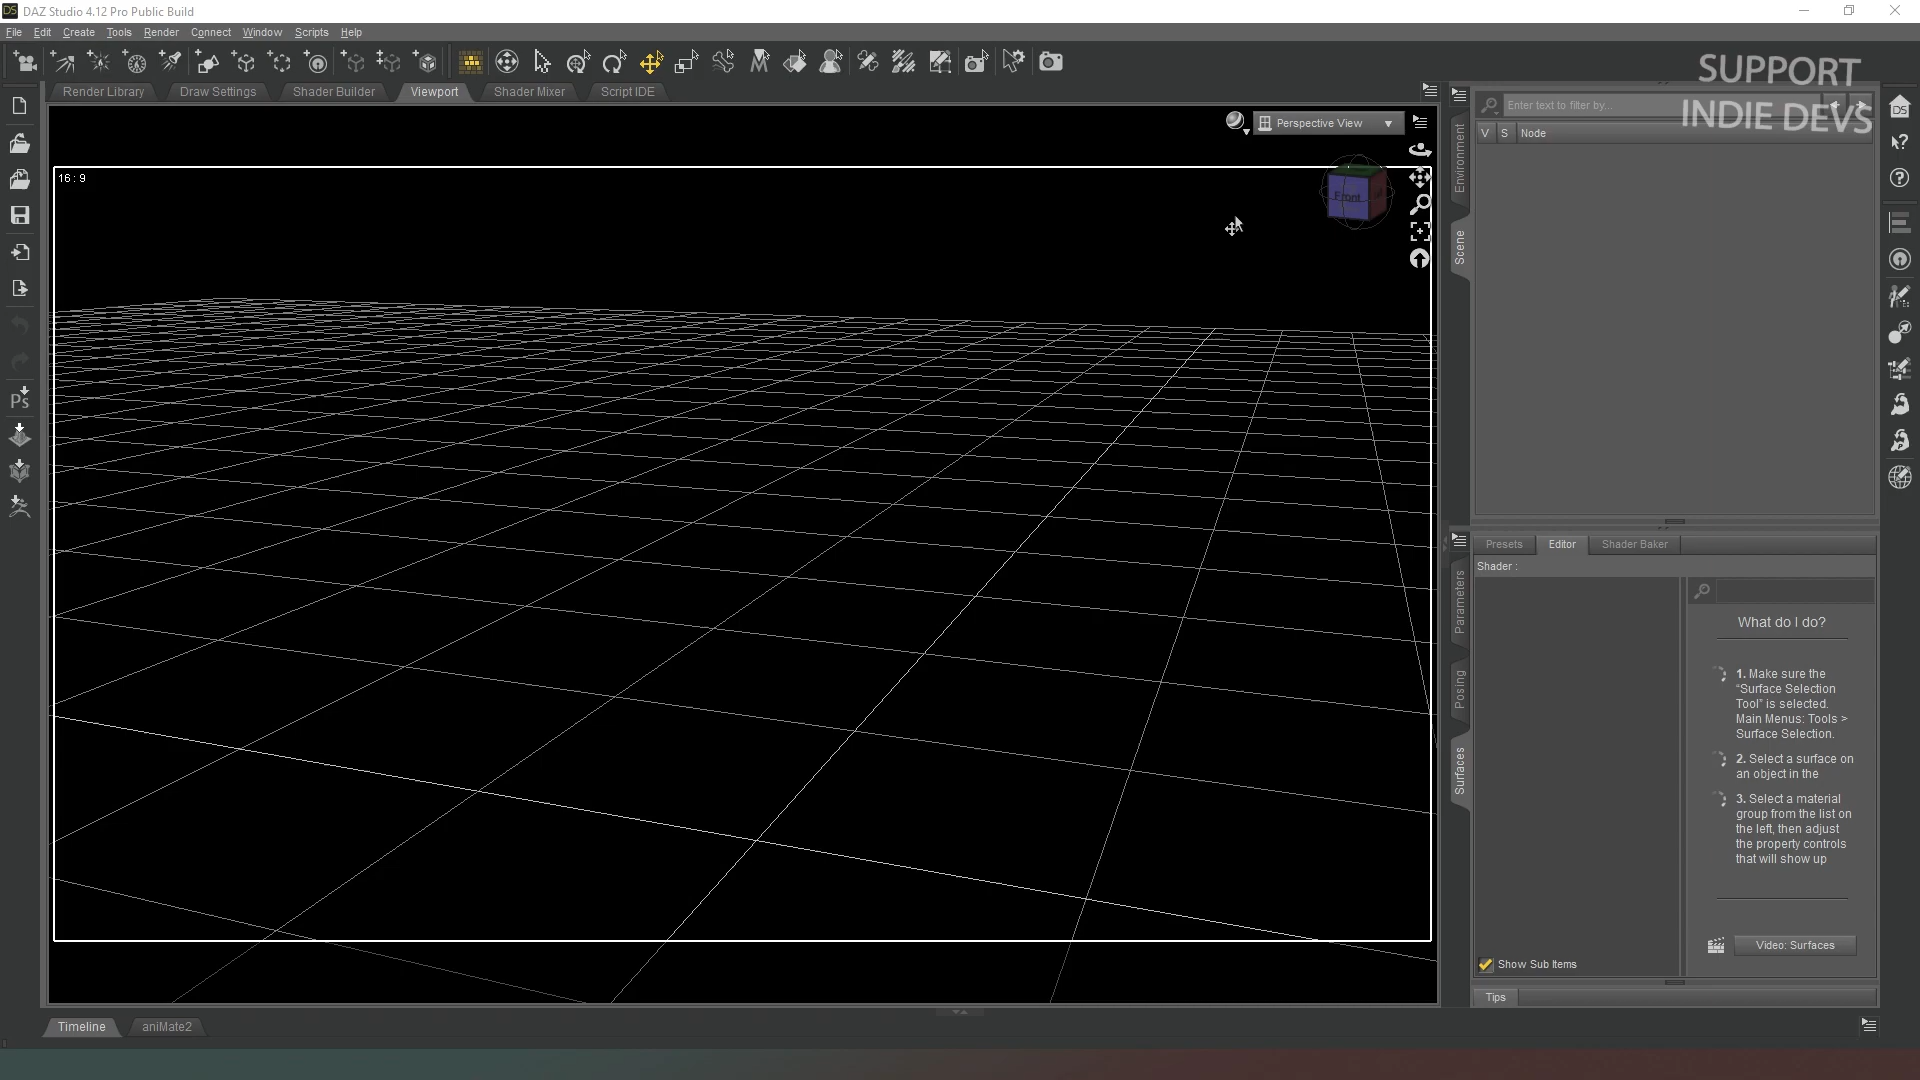 DAZ Studio 4.12 Pro Public Build
File Edit Create Tools Render Connect Window Scripts Help
SUPPORT
INDIE DEVS
Render Library Draw Settings Shader Builder Viewport Shader Mixer Script IDE
Perspective View
Enter text to filter by...
V S Node
16 : 9
Front
Environment
Scene
Ps
Presets Editor Shader Baker
Shader :
What do I do?
1. Make sure the
"Surface Selection
Tool" is selected.
Main Menus: Tools >
Surface Selection.
2. Select a surface on
an object in the
3. Select a material
group from the list on
the left, then adjust
the property controls
that will show up
Parameters
Posing
Surfaces
Video: Surfaces
Show Sub Items
Tips
Timeline aniMate2